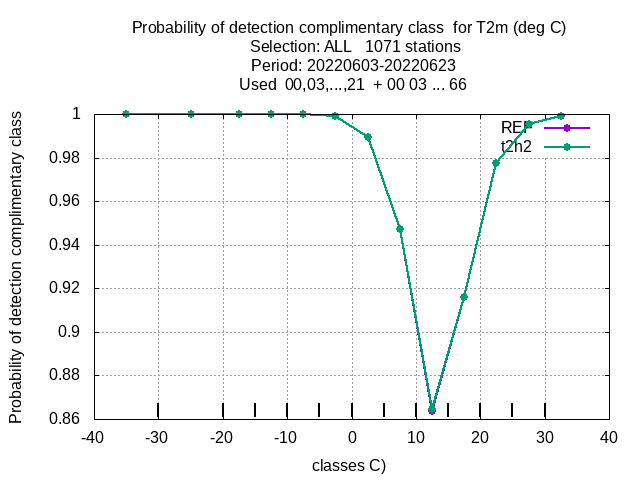 Probability of detection complimentary class for T2m (deg C)
Selection: ALL 1071 stations
Period: 20220603-20220623
Used 00,03,...,21 + 00 03 ... 66
Probability of detection complimentary class
1
0.98
0.96
0.94
0.92
0.9
0.88
0.86
t2h2
-40
-30
-20
-10
0
10
20
30
40
classes C)